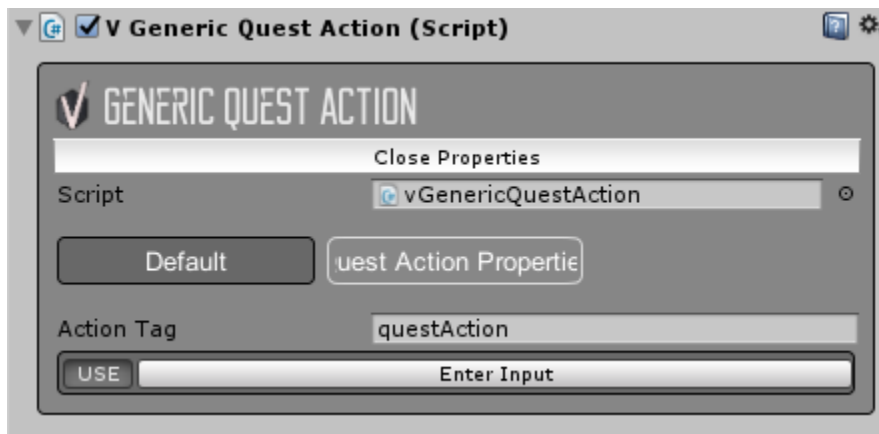 V Generic Quest Action (Script)
GENERIC QUEST ACTION
Close Properties
Script vGenericQuestAction
Default uest Action Propertie
Action Tag questAction
USE Enter Input